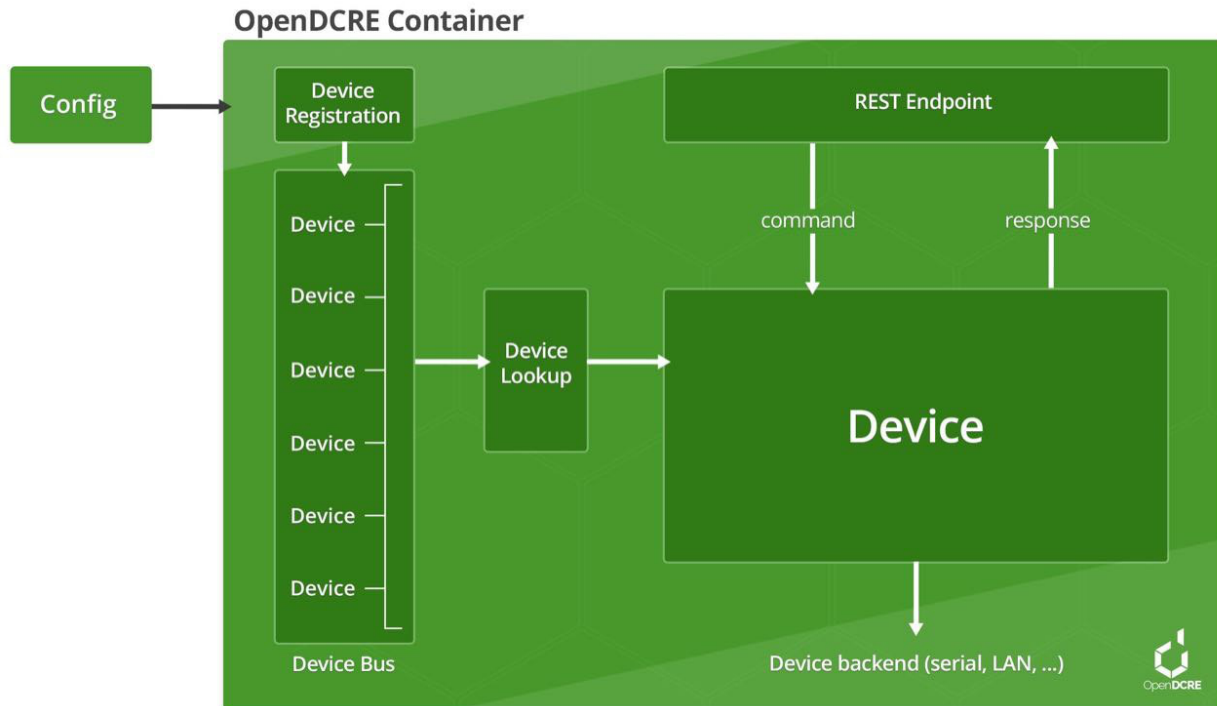 OpenDCRE Container
Config
Device
Registration
REST Endpoint
command
response
Device
Device
Device
Device
Device
Device
Device
Lookup
Device
Device Bus
Device backend (serial, LAN, ...)
OpenDCRE